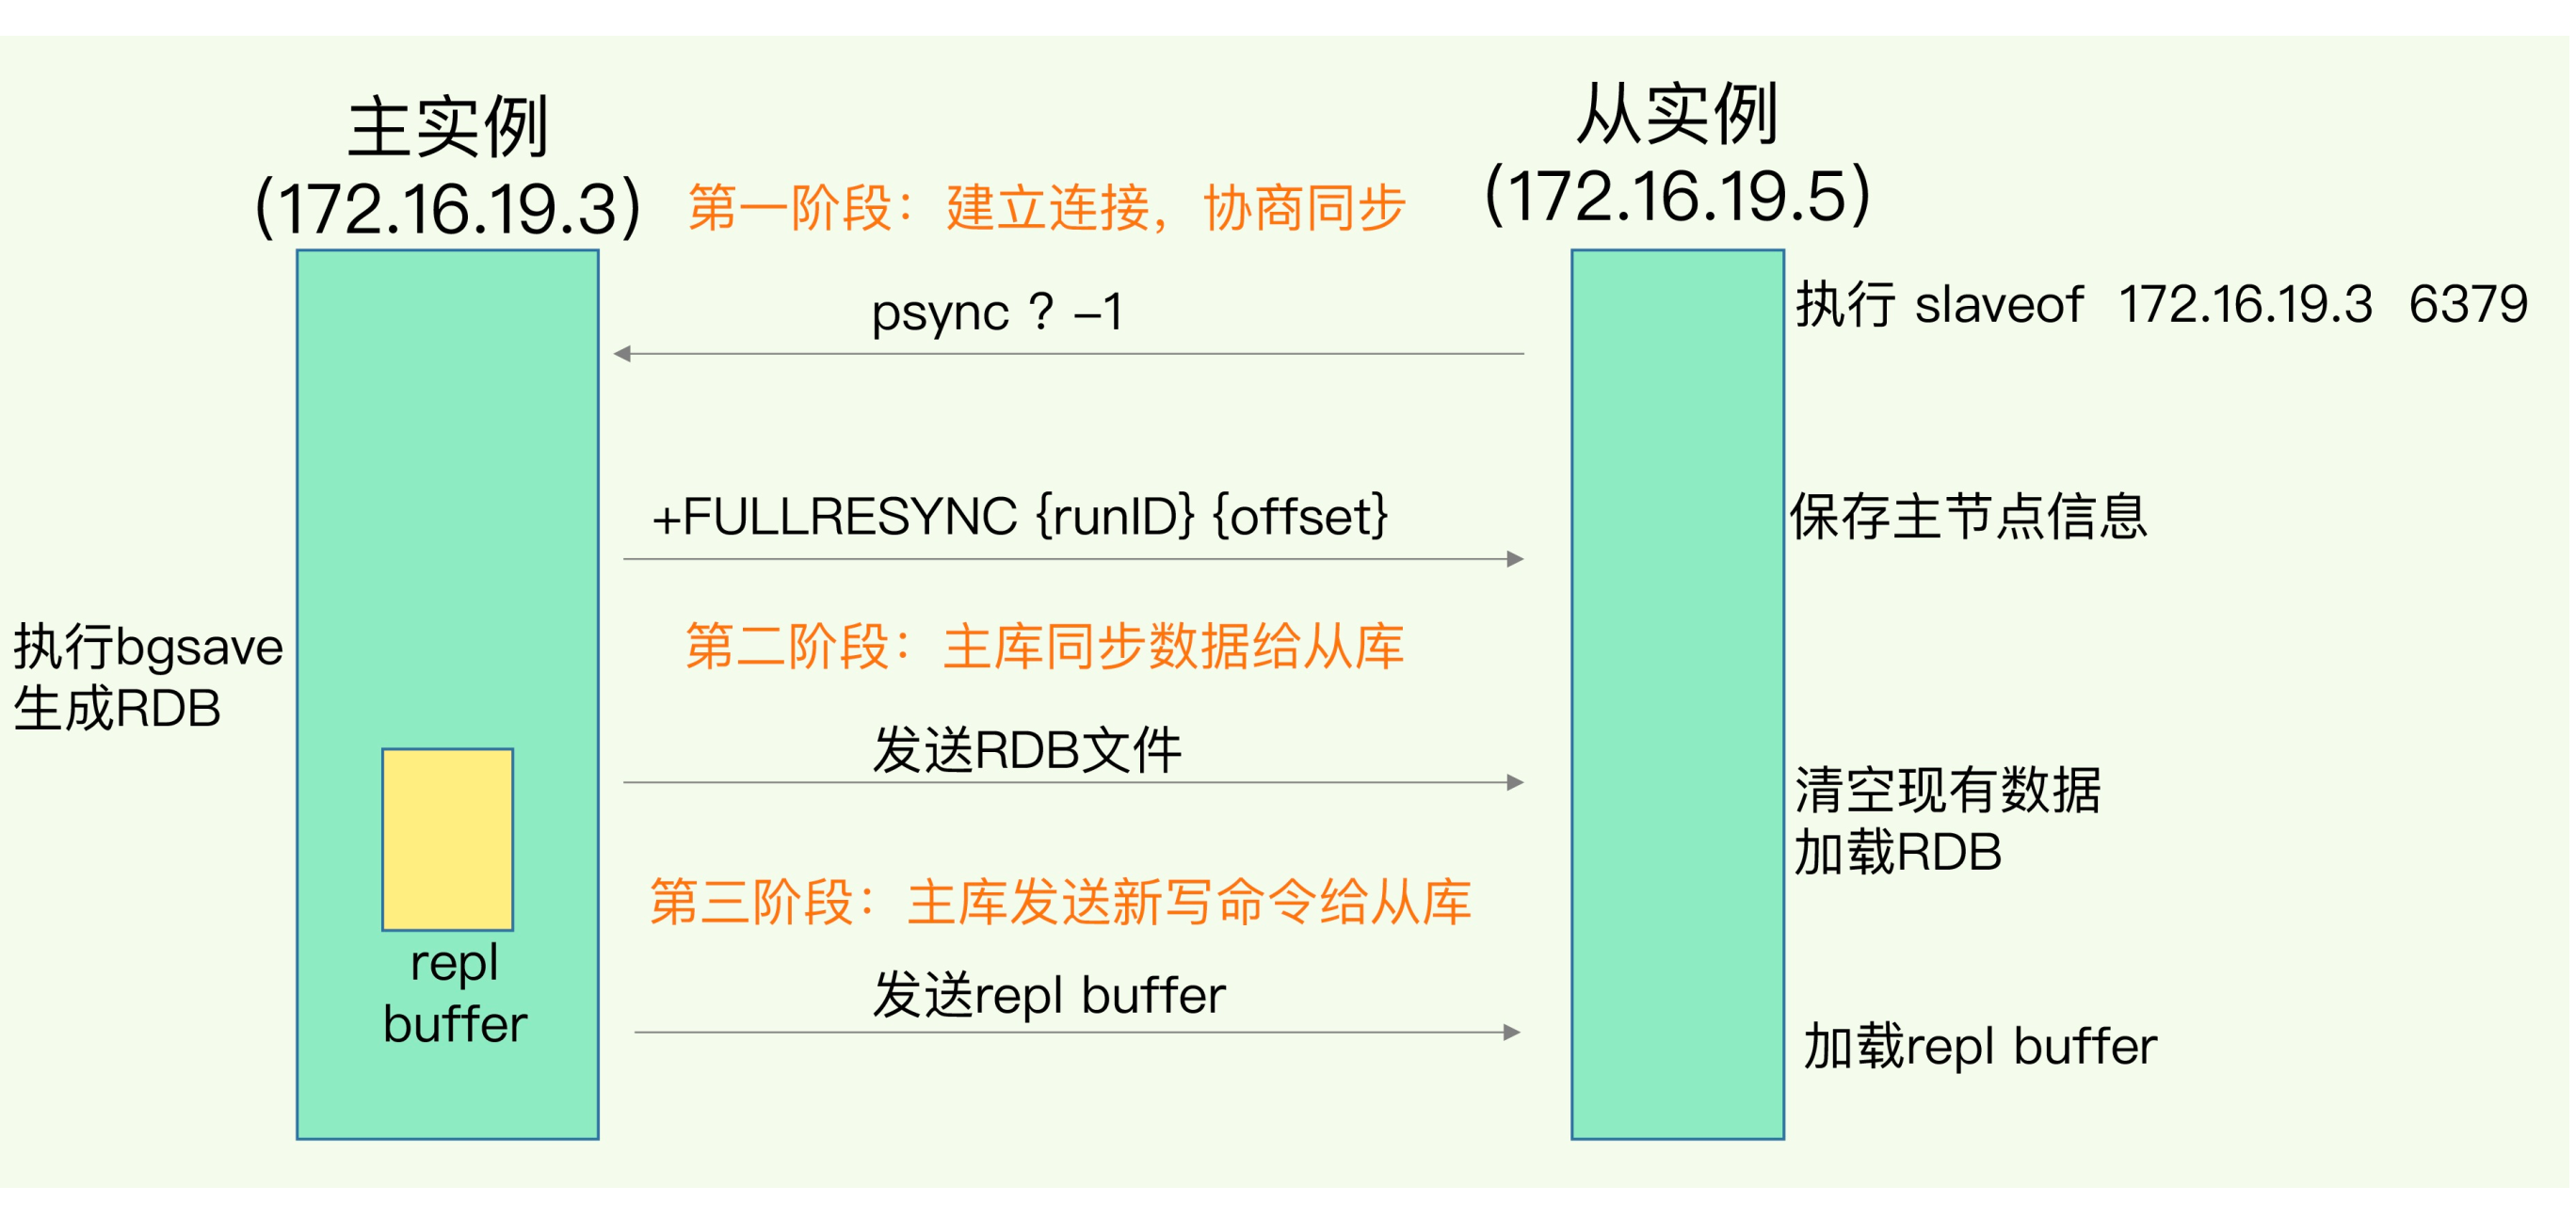 主实例
(172.16.19.3)
从实例
(172.16.19.5)
第一阶段：建立连接，协商同步
执行 slaveof 172.16.19.3 6379
psync ? -1
+FULLRESYNC {runID} {offset}
保存主节点信息
执行bgsave
生成RDB
第二阶段：主库同步数据给从库
发送RDB文件
清空现有数据
加载RDB
第三阶段：主库发送新写命令给从库
repl
buffer
发送repl buffer
加载repl buffer